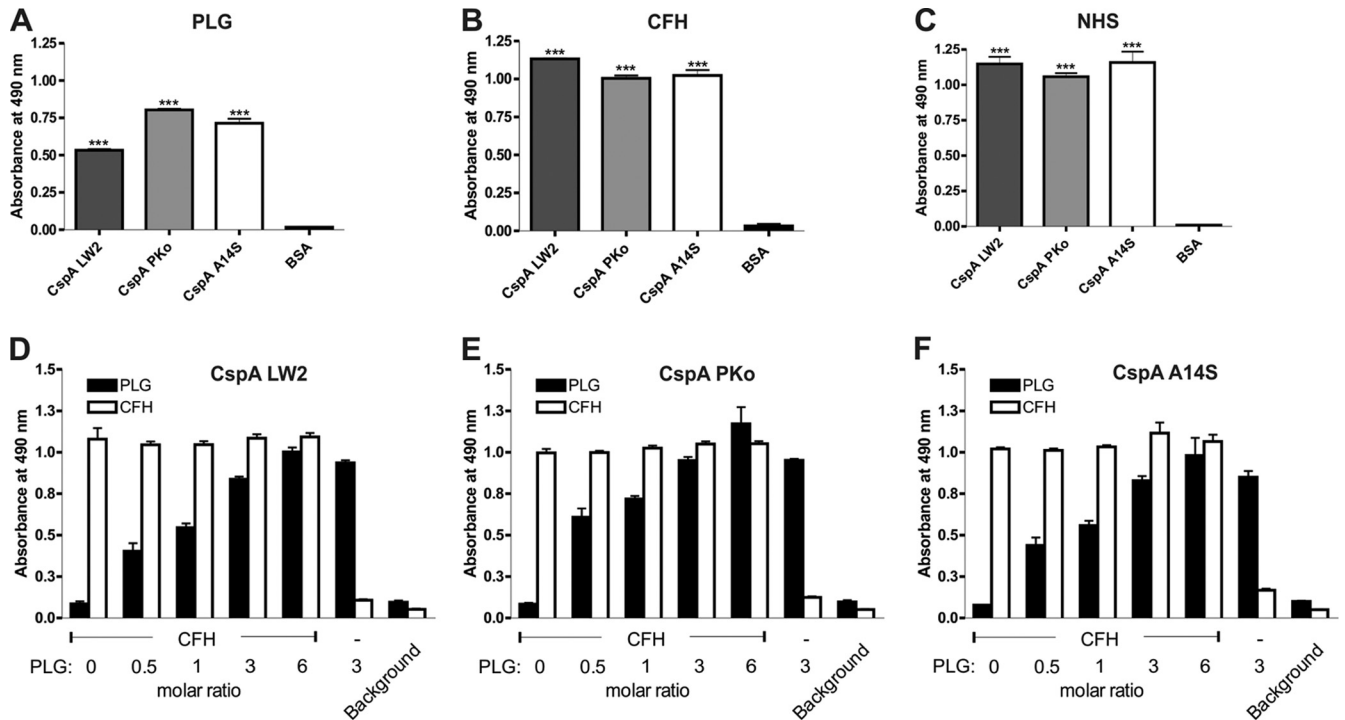 A
PLG
Absorbance at 490 nm
1.25
1.00
0.75
0.50
0.25
0.00
***
***
***
CspA LW2
CspA PKo
CspA A14S
BSA
B
CFH
Absorbance at 490 nm
1.25
1.00
0.75
0.50
0.25
0.00
***
***
***
CspA LW2
CspA PKo
CspA A14S
BSA
C
NHS
Absorbance at 490 nm
1.25
1.00
0.75
0.50
0.25
0.00
***
***
***
CspA LW2
CspA PKo
CspA A14S
BSA
D
CspA LW2
PLG
CFH
Absorbance at 490 nm
1.5
1.3
1.0
0.8
0.5
0.3
0.0
CFH -
PLG: 0 0.5 1 3 6 3
molar ratio
Background
E
CspA PKo
PLG
CFH
Absorbance at 490 nm
1.5
1.3
1.0
0.8
0.5
0.3
0.0
CFH -
PLG: 0 0.5 1 3 6 3
molar ratio
Background
F
CspA A14S
PLG
CFH
Absorbance at 490 nm
1.5
1.3
1.0
0.8
0.5
0.3
0.0
CFH -
PLG: 0 0.5 1 3 6 3
molar ratio
Background